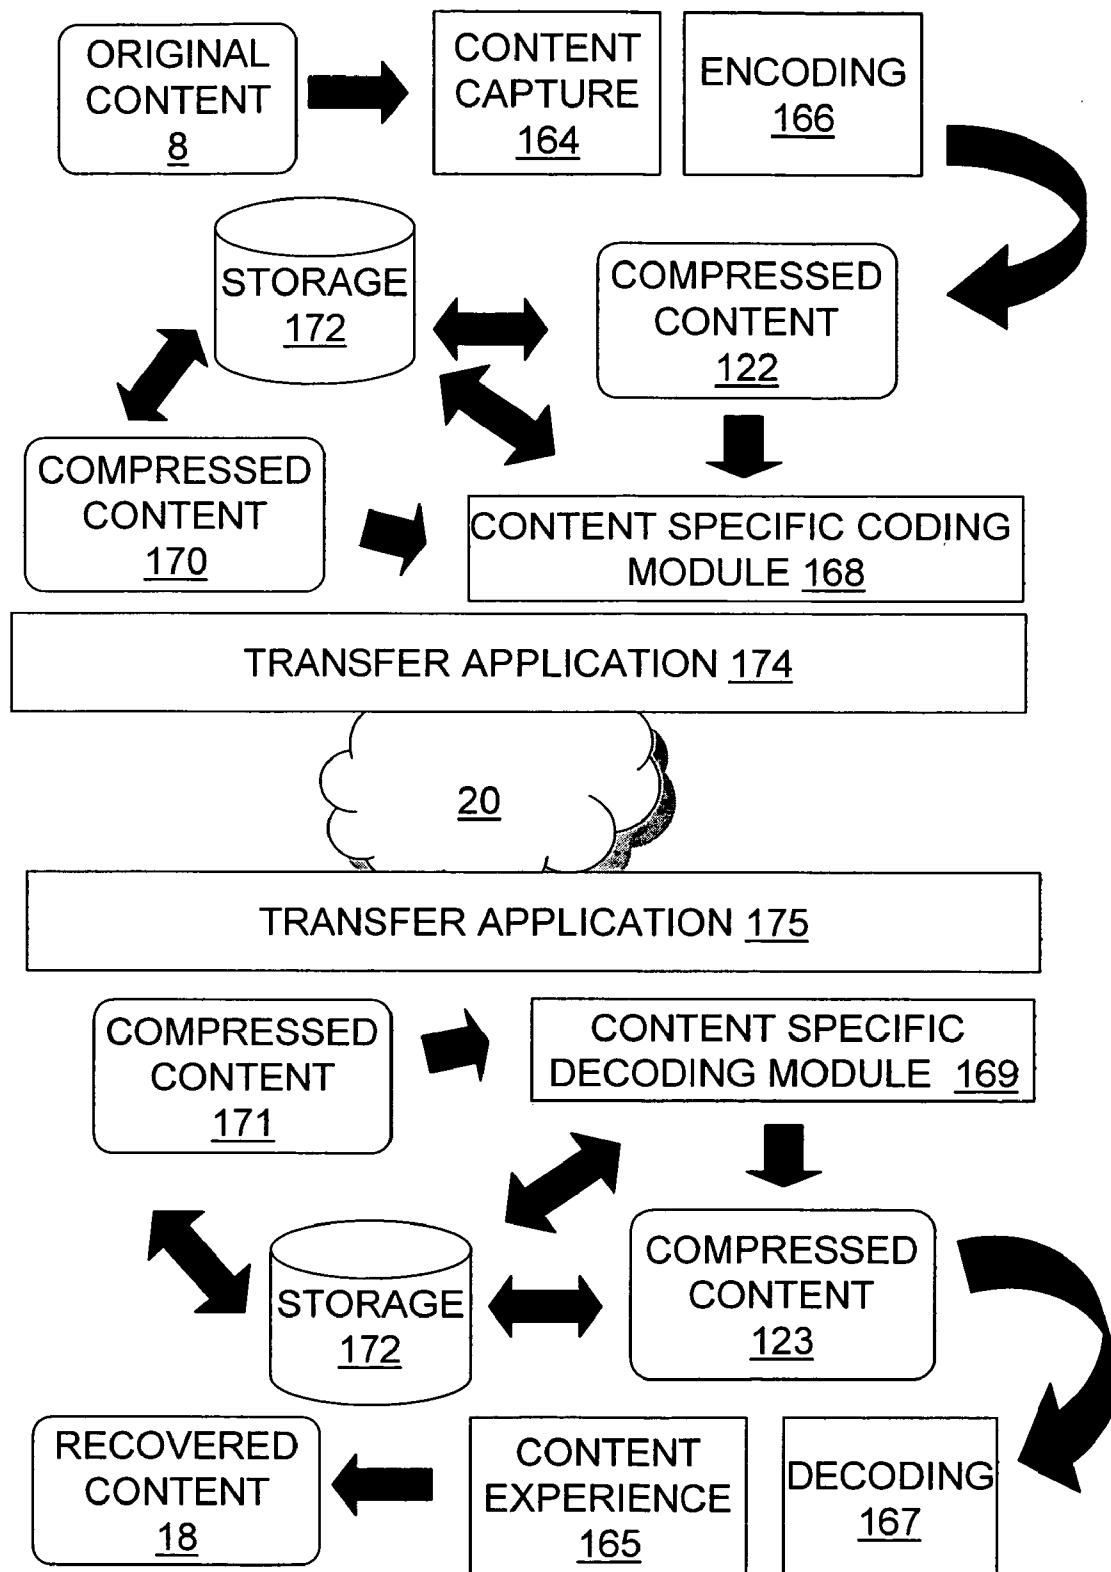 ORIGINAL
CONTENT
8
CONTENT
CAPTURE
164
ENCODING
166
STORAGE
172
COMPRESSED
CONTENT
122
COMPRESSED
CONTENT
170
CONTENT SPECIFIC CODING
MODULE 168
TRANSFER APPLICATION 174
20
TRANSFER APPLICATION 175
COMPRESSED
CONTENT
171
CONTENT SPECIFIC
DECODING MODULE 169
STORAGE
172
COMPRESSED
CONTENT
123
RECOVERED
CONTENT
18
CONTENT
EXPERIENCE
165
DECODING
167